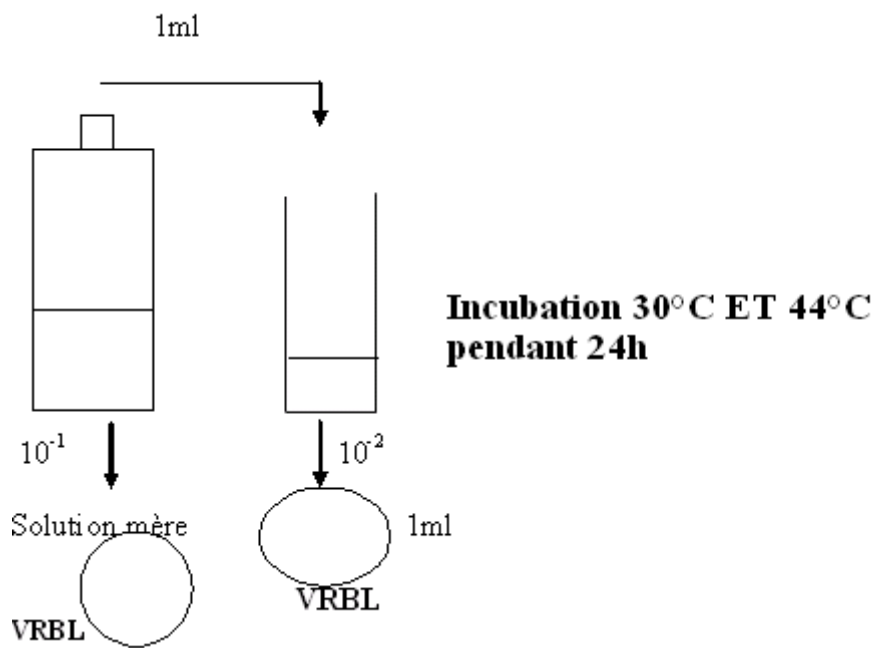 1ml
Incubation 30°C ET 44°C
pendant 24h
10⁻¹
10⁻²
Solution mère
1ml
VRBL
VRBL